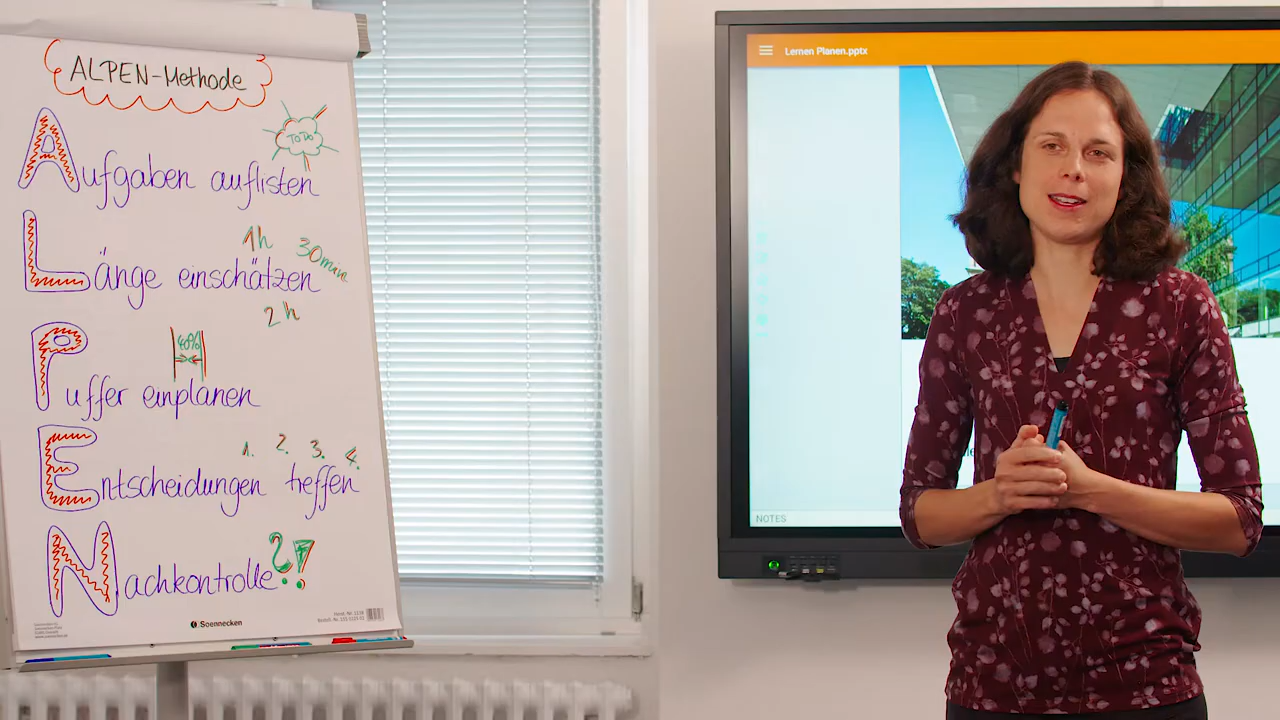 ALPEN-Methode
Aufgaben auflisten
TO DO
Länge einschätzen
1h
30min
2h
Puffer einplanen
40%
Entscheidungen treffen
1. 2. 3. 4.
Nachkontrolle ?!
Soennecken
Lernen Planen.pptx
NOTES